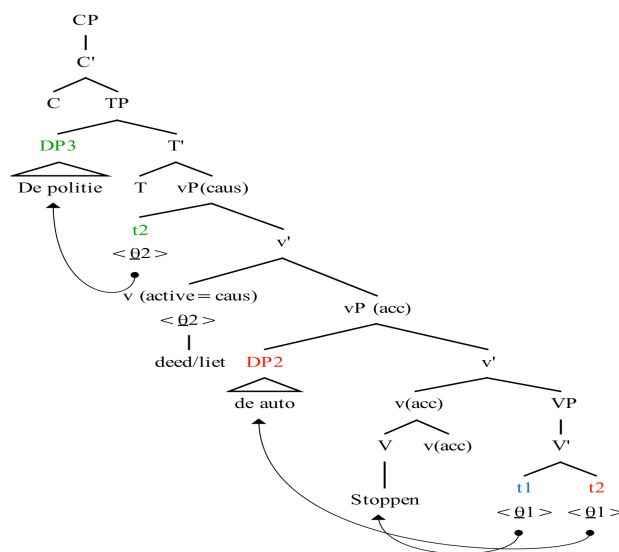 CP
C'
C TP
DP3 T'
De politie T vP(caus)
t2 v'
<θ2>
v (active=caus) vP (acc)
<θ2>
deed/liet DP2 v'
de auto v(acc) VP
V v(acc) V'
Stoppen t1 t2
<θ1> <θ1>